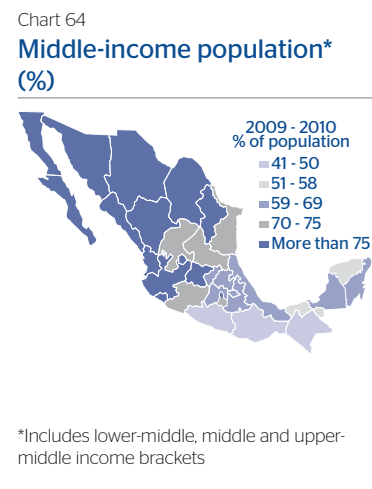 Chart 64
Middle-income population*
(%)
2009 - 2010
% of population
41 - 50
51 - 58
59 - 69
70 - 75
More than 75
*Includes lower-middle, middle and upper-
middle income brackets